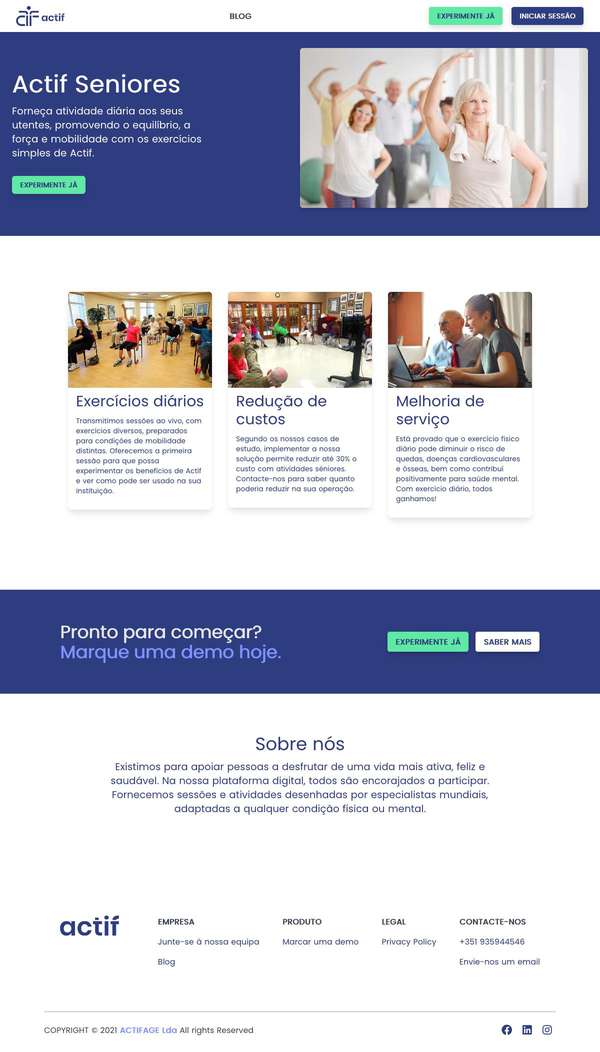 actif
BLOG
EXPERIMENTE JÁ
INICIAR SESSÃO
Actif Seniores
Forneça atividade diária aos seus
utentes, promovendo o equilíbrio, a
força e mobilidade com os exercícios
simples de Actif.
EXPERIMENTE JÁ
Exercícios diários
Transmitimos sessões ao vivo, com
exercícios diversos, preparados
para condições de mobilidade
distintas. Oferecemos a primeira
sessão para que possa
experimentar os benefícios de Actif
e ver como pode ser usado na sua
instituição.
Redução de
custos
Segundo os nossos casos de
estudo, implementar a nossa
solução permite reduzir até 30% o
custo com atividades séniores.
Contacte-nos para saber quanto
poderia reduzir na sua operação.
Melhoria de
serviço
Está provado que o exercício físico
diário pode diminuir o risco de
quedas, doenças cardiovasculares
e ósseas, bem como contribui
positivamente para saúde mental.
Com exercício diário, todos
ganhamos!
Pronto para começar?
Marque uma demo hoje.
EXPERIMENTE JÁ
SABER MAIS
Sobre nós
Existimos para apoiar pessoas a desfrutar de uma vida mais ativa, feliz e
saudável. Na nossa plataforma digital, todos são encorajados a participar.
Fornecemos sessões e atividades desenhadas por especialistas mundiais,
adaptadas a qualquer condição física ou mental.
actif
EMPRESA
Junte-se à nossa equipa
Blog
PRODUTO
Marcar uma demo
LEGAL
Privacy Policy
CONTACTE-NOS
+351 935944546
Envie-nos um email
COPYRIGHT © 2021 ACTIFAGE Lda All rights Reserved